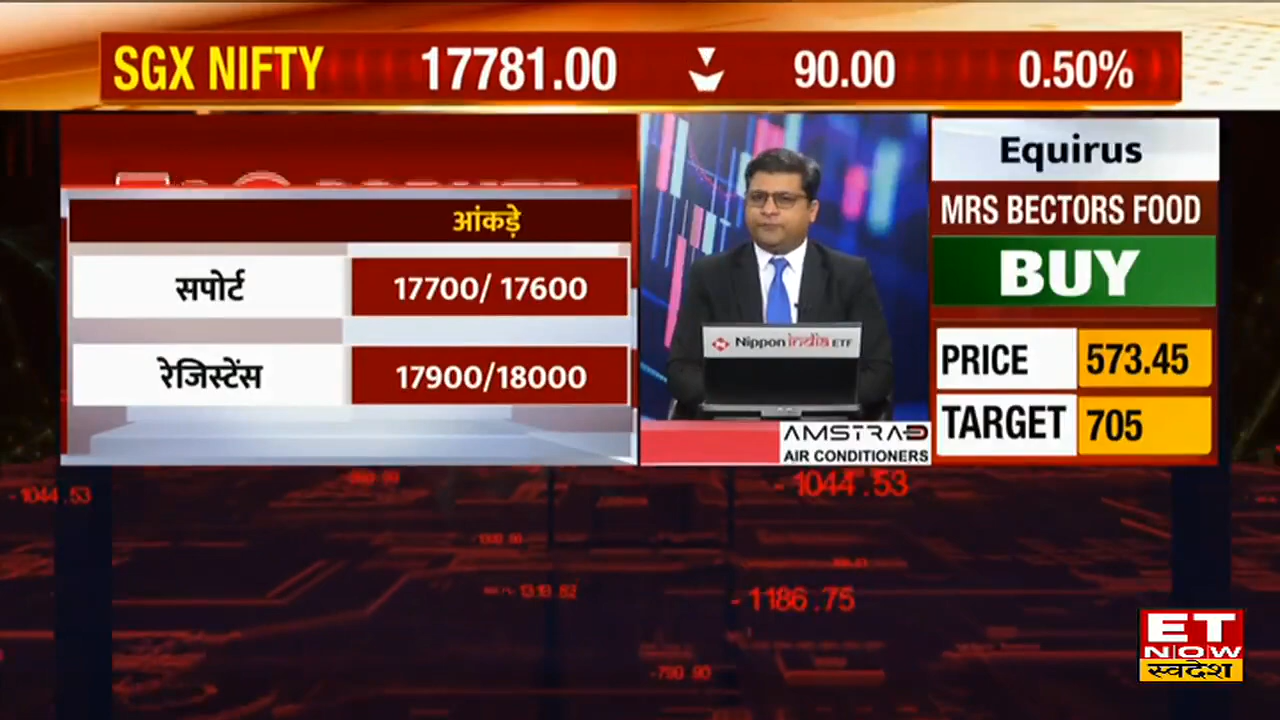 SGX NIFTY 17781.00 90.00 0.50%
आंकड़े
सपोर्ट 17700/ 17600
रेजिस्टेंस 17900/18000
Nippon india ETF
AMSTRAD
AIR CONDITIONERS
Equirus
MRS BECTORS FOOD
BUY
PRICE 573.45
TARGET 705
- 1044.53
- 1044.53
- 1186.75
ET
NOW
स्वदेश